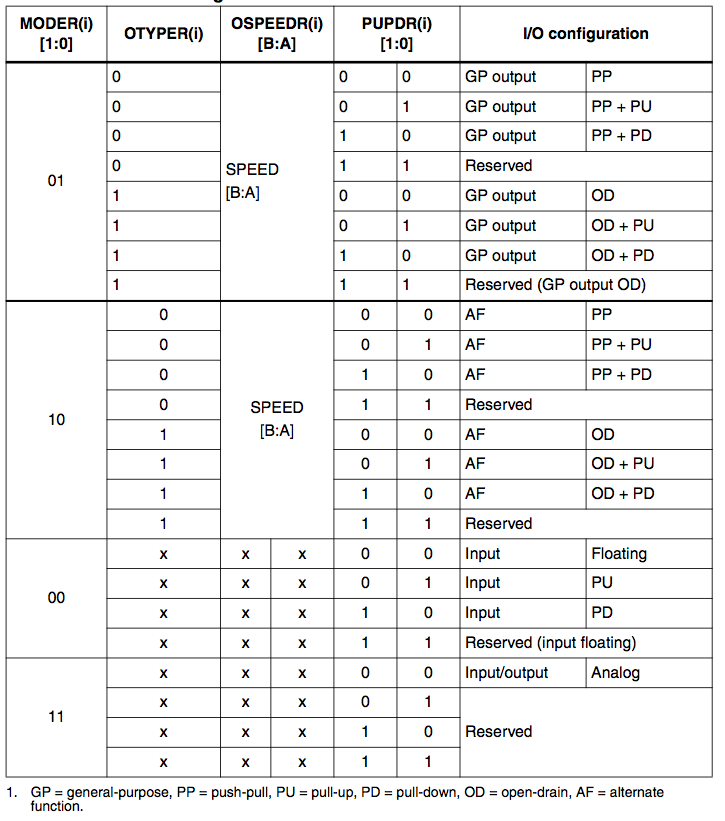 MODER(i) [1:0] OTYPER(i) OSPEEDR(i) [B:A] PUPDR(i) [1:0] I/O configuration
01 0 SPEED [B:A] 0 0 GP output PP
0 0 1 GP output PP + PU
0 1 0 GP output PP + PD
0 1 1 Reserved
1 0 0 GP output OD
1 0 1 GP output OD + PU
1 1 0 GP output OD + PD
1 1 1 Reserved (GP output OD)
10 0 SPEED [B:A] 0 0 AF PP
0 0 1 AF PP + PU
0 1 0 AF PP + PD
0 1 1 Reserved
1 0 0 AF OD
1 0 1 AF OD + PU
1 1 0 AF OD + PD
1 1 1 Reserved
00 x x x 0 0 Input Floating
x x x 0 1 Input PU
x x x 1 0 Input PD
x x x 1 1 Reserved (input floating)
11 x x x 0 0 Input/output Analog
x x x 0 1 Reserved
x x x 1 0
x x x 1 1
1. GP = general-purpose, PP = push-pull, PU = pull-up, PD = pull-down, OD = open-drain, AF = alternate
function.